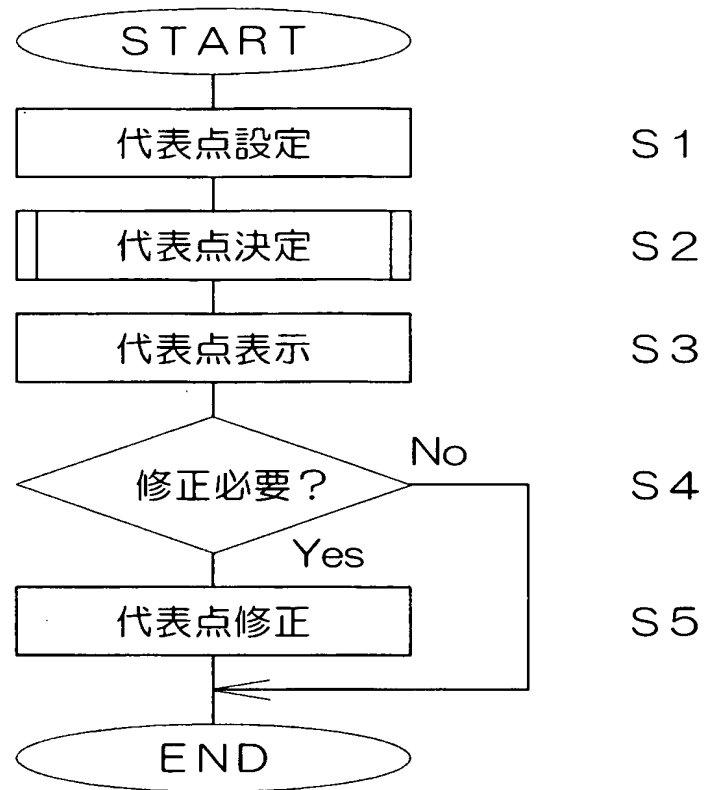 START
代表点設定 S1
代表点決定 S2
代表点表示 S3
No
修正必要? S4
Yes
代表点修正 S5
END